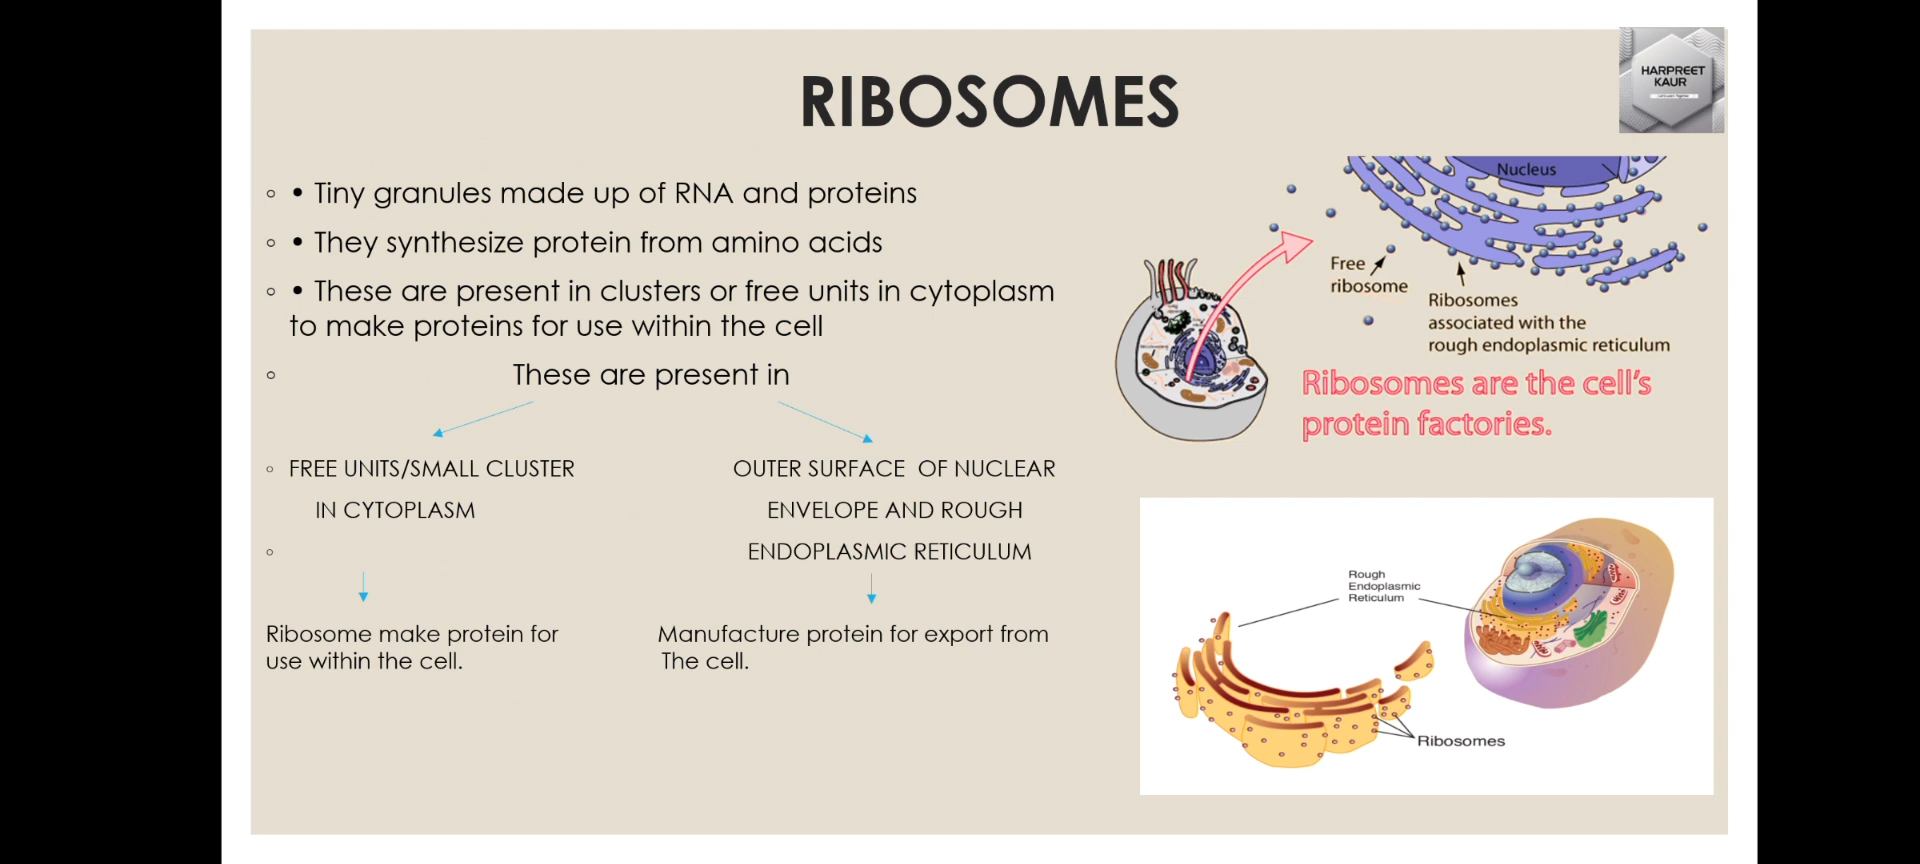 RIBOSOMES
HARPREET
KAUR
• Tiny granules made up of RNA and proteins
• They synthesize protein from amino acids
• These are present in clusters or free units in cytoplasm
to make proteins for use within the cell
These are present in
FREE UNITS/SMALL CLUSTER
IN CYTOPLASM
OUTER SURFACE OF NUCLEAR
ENVELOPE AND ROUGH
ENDOPLASMIC RETICULUM
Ribosome make protein for
use within the cell.
Manufacture protein for export from
The cell.
Nucleus
Free
ribosome
Ribosomes
associated with the
rough endoplasmic reticulum
Ribosomes are the cell's
protein factories.
Rough
Endoplasmic
Reticulum
Ribosomes